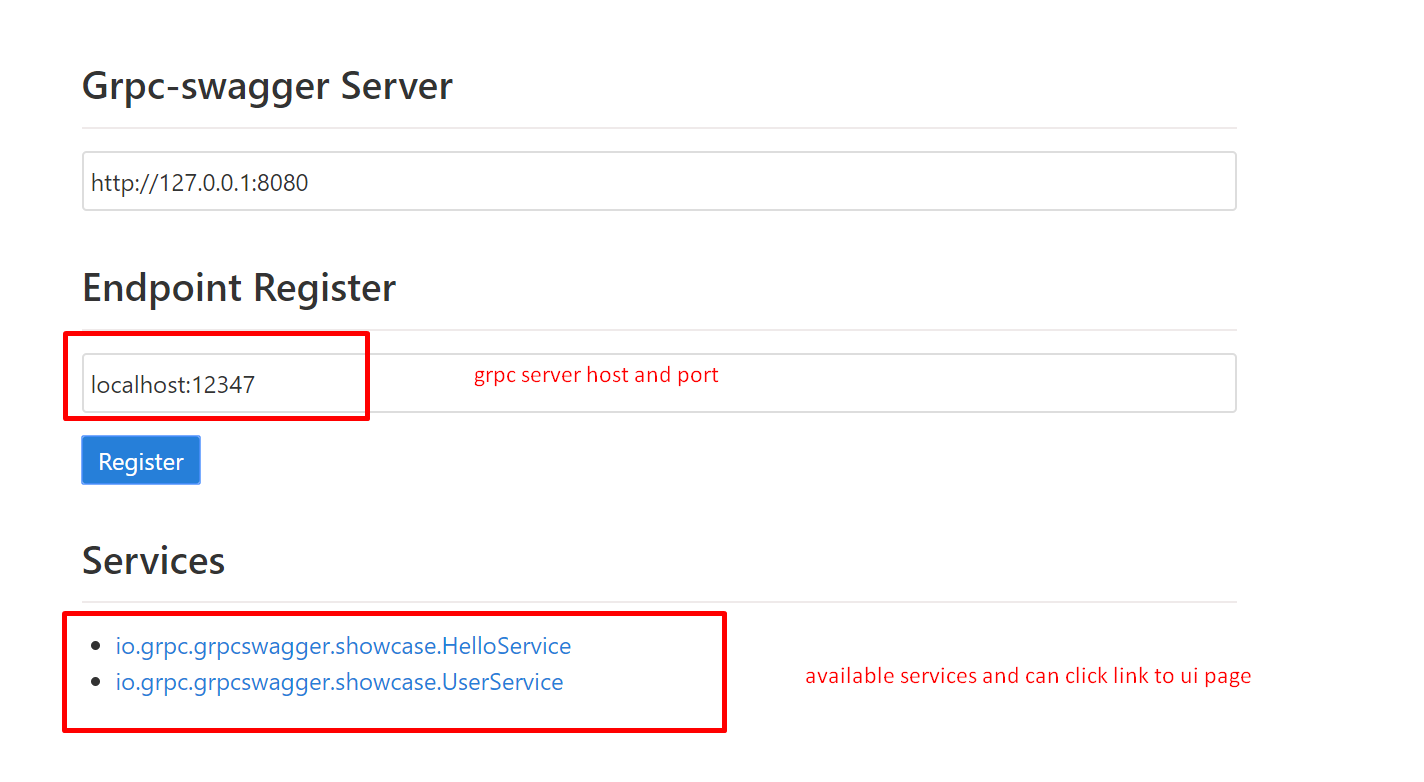 Grpc-swagger Server
http://127.0.0.1:8080
Endpoint Register
localhost:12347
grpc server host and port
Register
Services
io.grpc.grpcswagger.showcase.HelloService
io.grpc.grpcswagger.showcase.UserService
available services and can click link to ui page